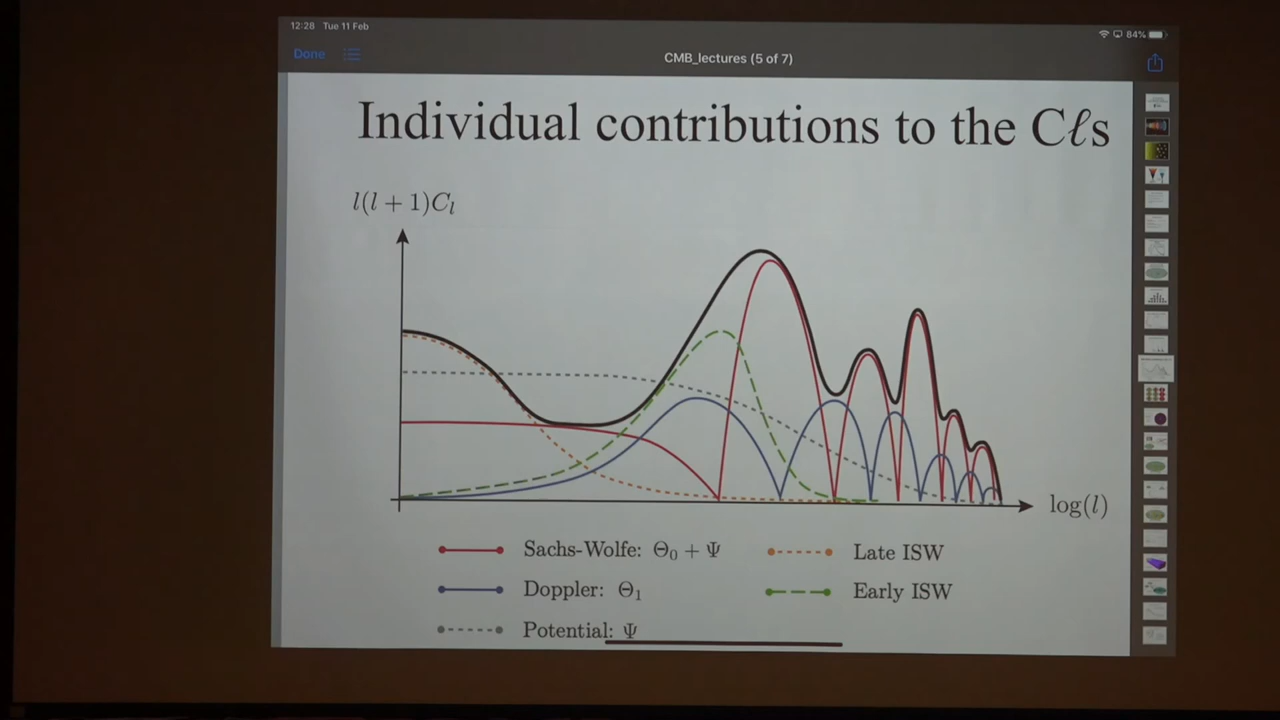 12:28 Tue 11 Feb
84%
Done
CMB_lectures (5 of 7)
Individual contributions to the Cℓs
l(l + 1)C_l
log(l)
Sachs-Wolfe: Θ₀ + Ψ
Late ISW
Doppler: Θ₁
Early ISW
Potential: Ψ